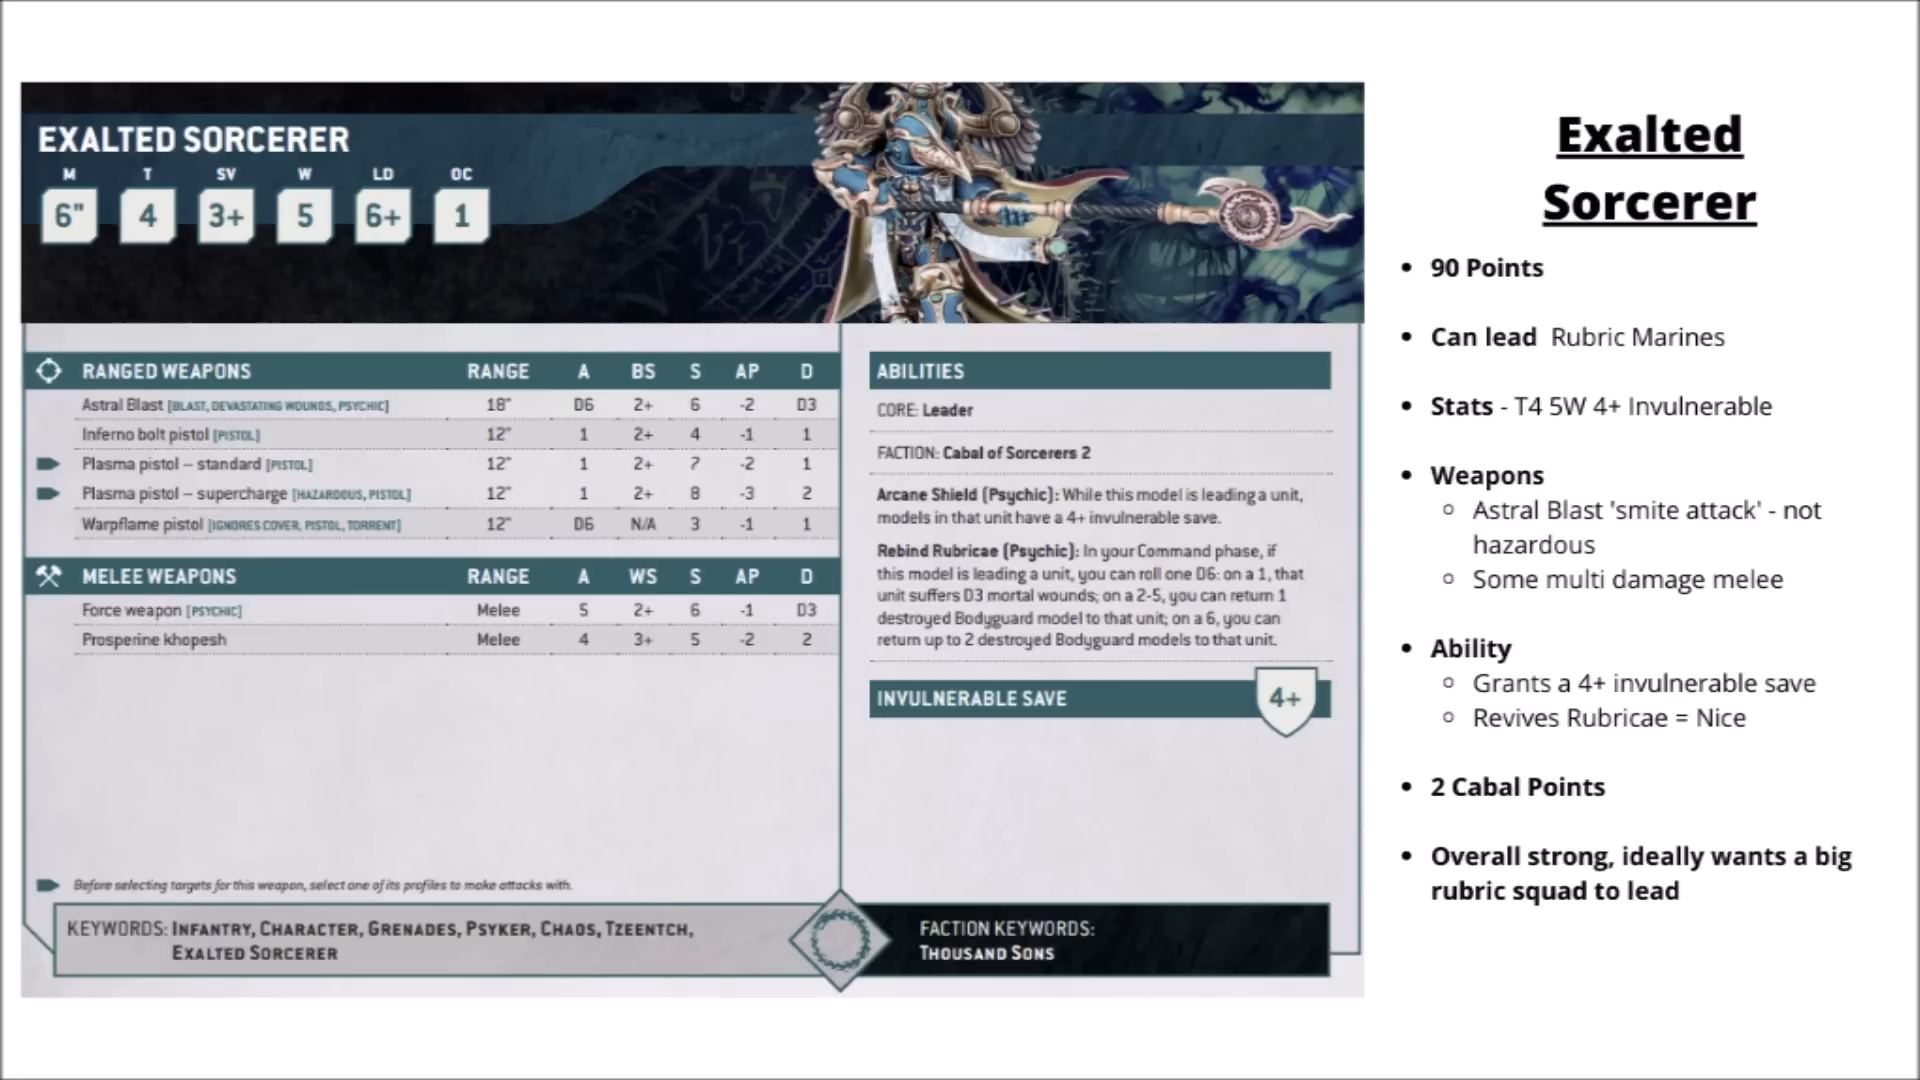 EXALTED SORCERER
M T SV W LD OC
6" 4 3+ 5 6+ 1
RANGED WEAPONS RANGE A BS S AP D
Astral Blast [BLAST, DEVASTATING WOUNDS, PSYCHIC] 18" D6 2+ 6 -2 D3
Inferno bolt pistol [PISTOL] 12" 1 2+ 4 -1 1
Plasma pistol – standard [PISTOL] 12" 1 2+ 7 -2 1
Plasma pistol – supercharge [HAZARDOUS, PISTOL] 12" 1 2+ 8 -3 2
Warpflame pistol [IGNORES COVER, PISTOL, TORRENT] 12" D6 N/A 3 -1 1
MELEE WEAPONS RANGE A WS S AP D
Force weapon [PSYCHIC] Melee 5 2+ 6 -1 D3
Prosperine khopesh Melee 4 3+ 5 -2 2
Before selecting targets for this weapon, select one of its profiles to make attacks with.
ABILITIES
CORE: Leader
FACTION: Cabal of Sorcerers 2
Arcane Shield (Psychic): While this model is leading a unit,
models in that unit have a 4+ invulnerable save.
Rebind Rubricae (Psychic): In your Command phase, if
this model is leading a unit, you can roll one D6: on a 1, that
unit suffers D3 mortal wounds; on a 2-5, you can return 1
destroyed Bodyguard model to that unit; on a 6, you can
return up to 2 destroyed Bodyguard models to that unit.
INVULNERABLE SAVE 4+
KEYWORDS: INFANTRY, CHARACTER, GRENADES, PSYKER, CHAOS, TZEENTCH,
EXALTED SORCERER
FACTION KEYWORDS:
THOUSAND SONS
Exalted
Sorcerer
• 90 Points
• Can lead Rubric Marines
• Stats - T4 5W 4+ Invulnerable
• Weapons
○ Astral Blast 'smite attack' - not
hazardous
○ Some multi damage melee
• Ability
○ Grants a 4+ invulnerable save
○ Revives Rubricae = Nice
• 2 Cabal Points
• Overall strong, ideally wants a big
rubric squad to lead